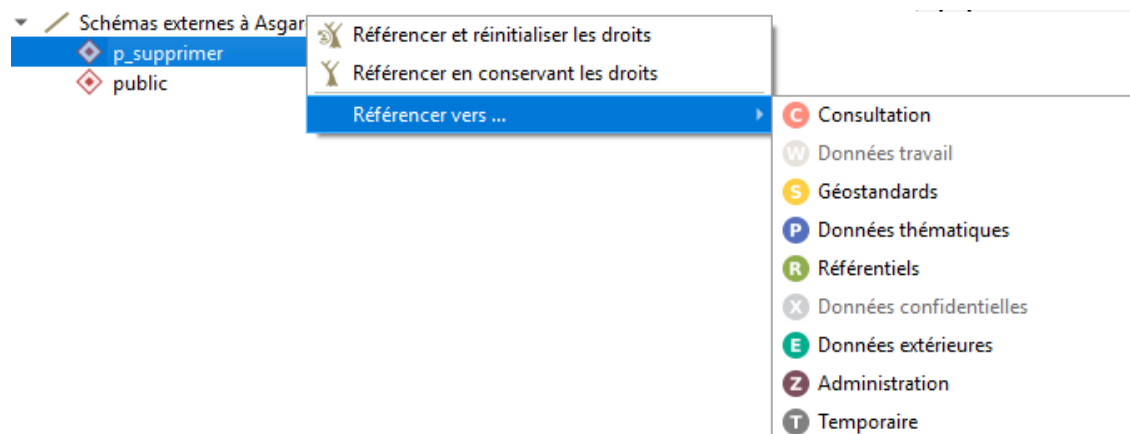 Schémas externes à Asgar
p_supprimer
public
Référencer et réinitialiser les droits
Référencer en conservant les droits
Référencer vers ...
C Consultation
W Données travail
S Géostandards
P Données thématiques
R Référentiels
X Données confidentielles
E Données extérieures
Z Administration
T Temporaire